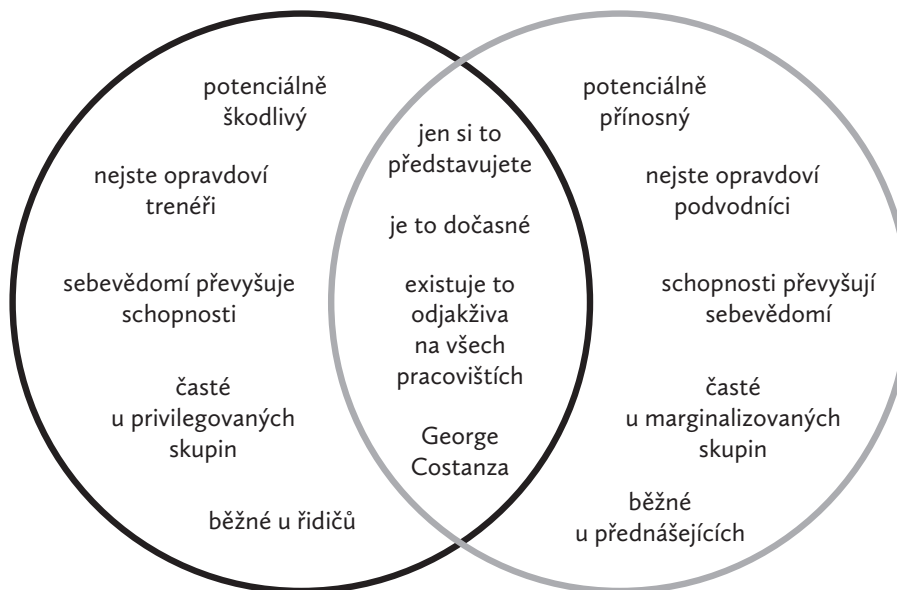 potenciálně
škodlivý
nejste opravdoví
trenéři
sebevědomí převyšuje
schopnosti
časté
u privilegovaných
skupin
běžné u řidičů
jen si to
představujete
je to dočasné
existuje to
odjakživa
na všech
pracovištích
George
Costanza
potenciálně
přínosný
nejste opravdoví
podvodníci
schopnosti převyšují
sebevědomí
časté
u marginalizovaných
skupin
běžné
u přednášejících